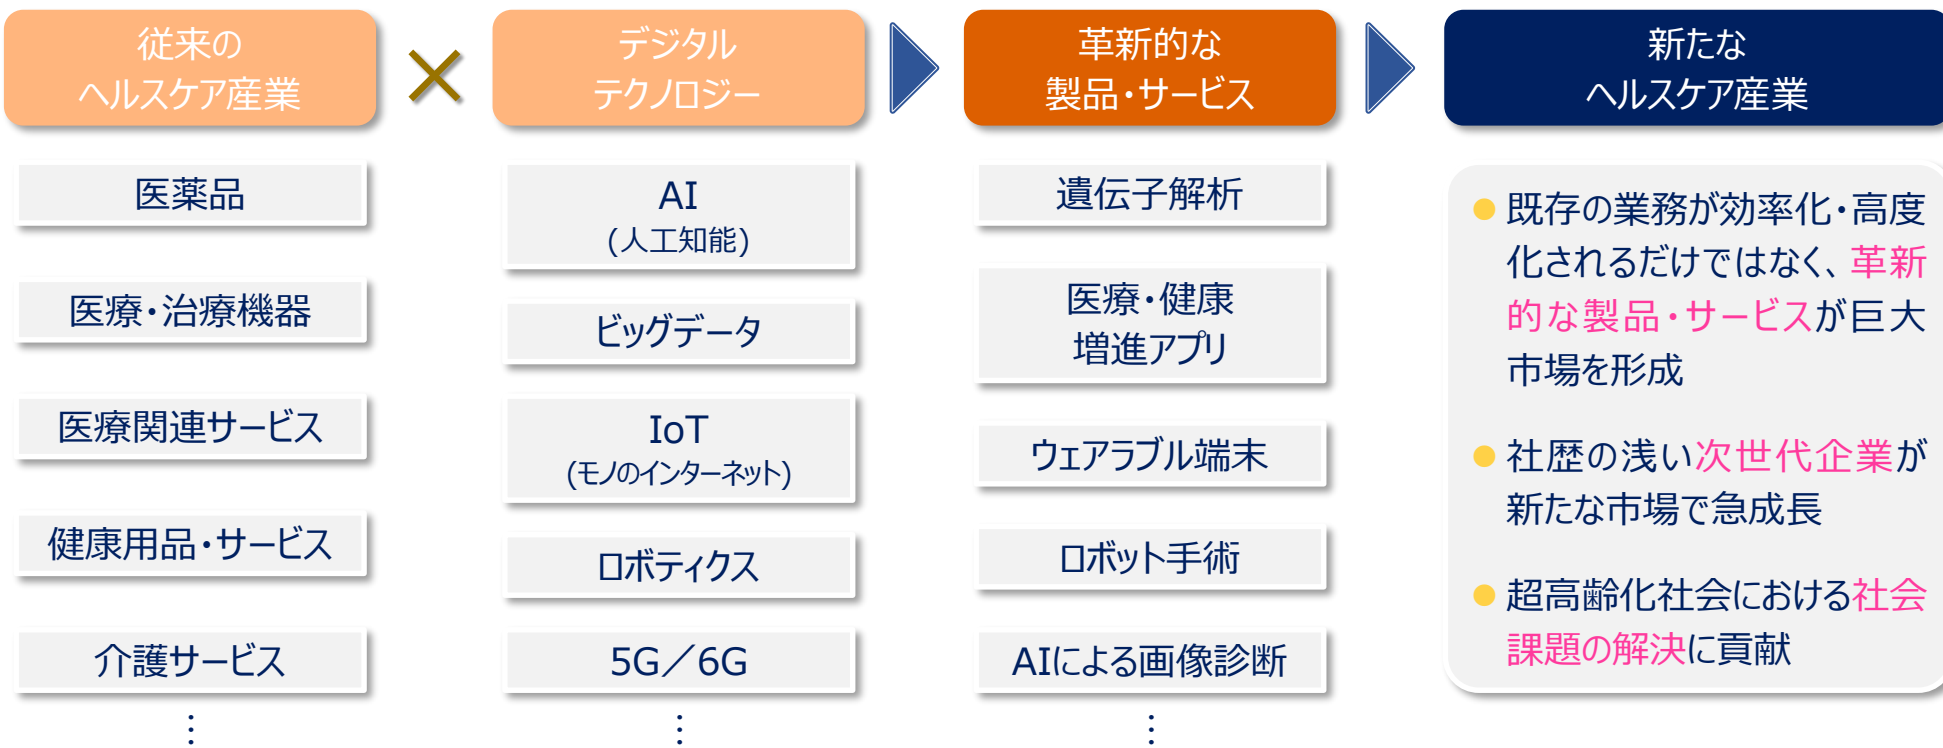 従来の
ヘルスケア産業
×
デジタル
テクノロジー
革新的な
製品・サービス
新たな
ヘルスケア産業
医薬品
医療・治療機器
医療関連サービス
健康用品・サービス
介護サービス
⋮
AI
(人工知能)
ビッグデータ
IoT
(モノのインターネット)
ロボティクス
5G／6G
⋮
遺伝子解析
医療・健康
増進アプリ
ウェアラブル端末
ロボット手術
AIによる画像診断
⋮
●既存の業務が効率化・高度
化されるだけではなく、革新
的な製品・サービスが巨大
市場を形成
●社歴の浅い次世代企業が
新たな市場で急成長
●超高齢化社会における社会
課題の解決に貢献